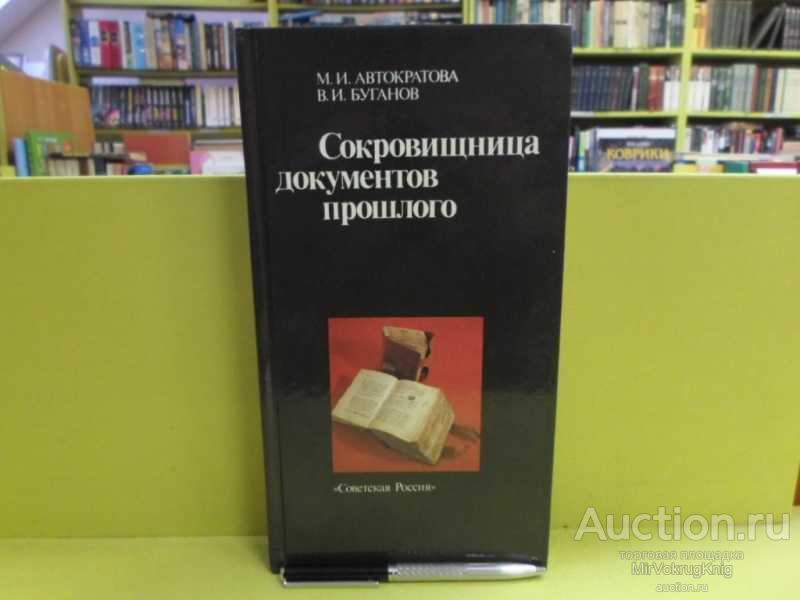 М. И. АВТОКРАТОВА
В. И. БУГАНОВ
Сокровищница
документов
прошлого
«Советская Россия»
КОВРИКИ
Auction.ru
торговая площадка
MirVokrugKnig
auction.ru